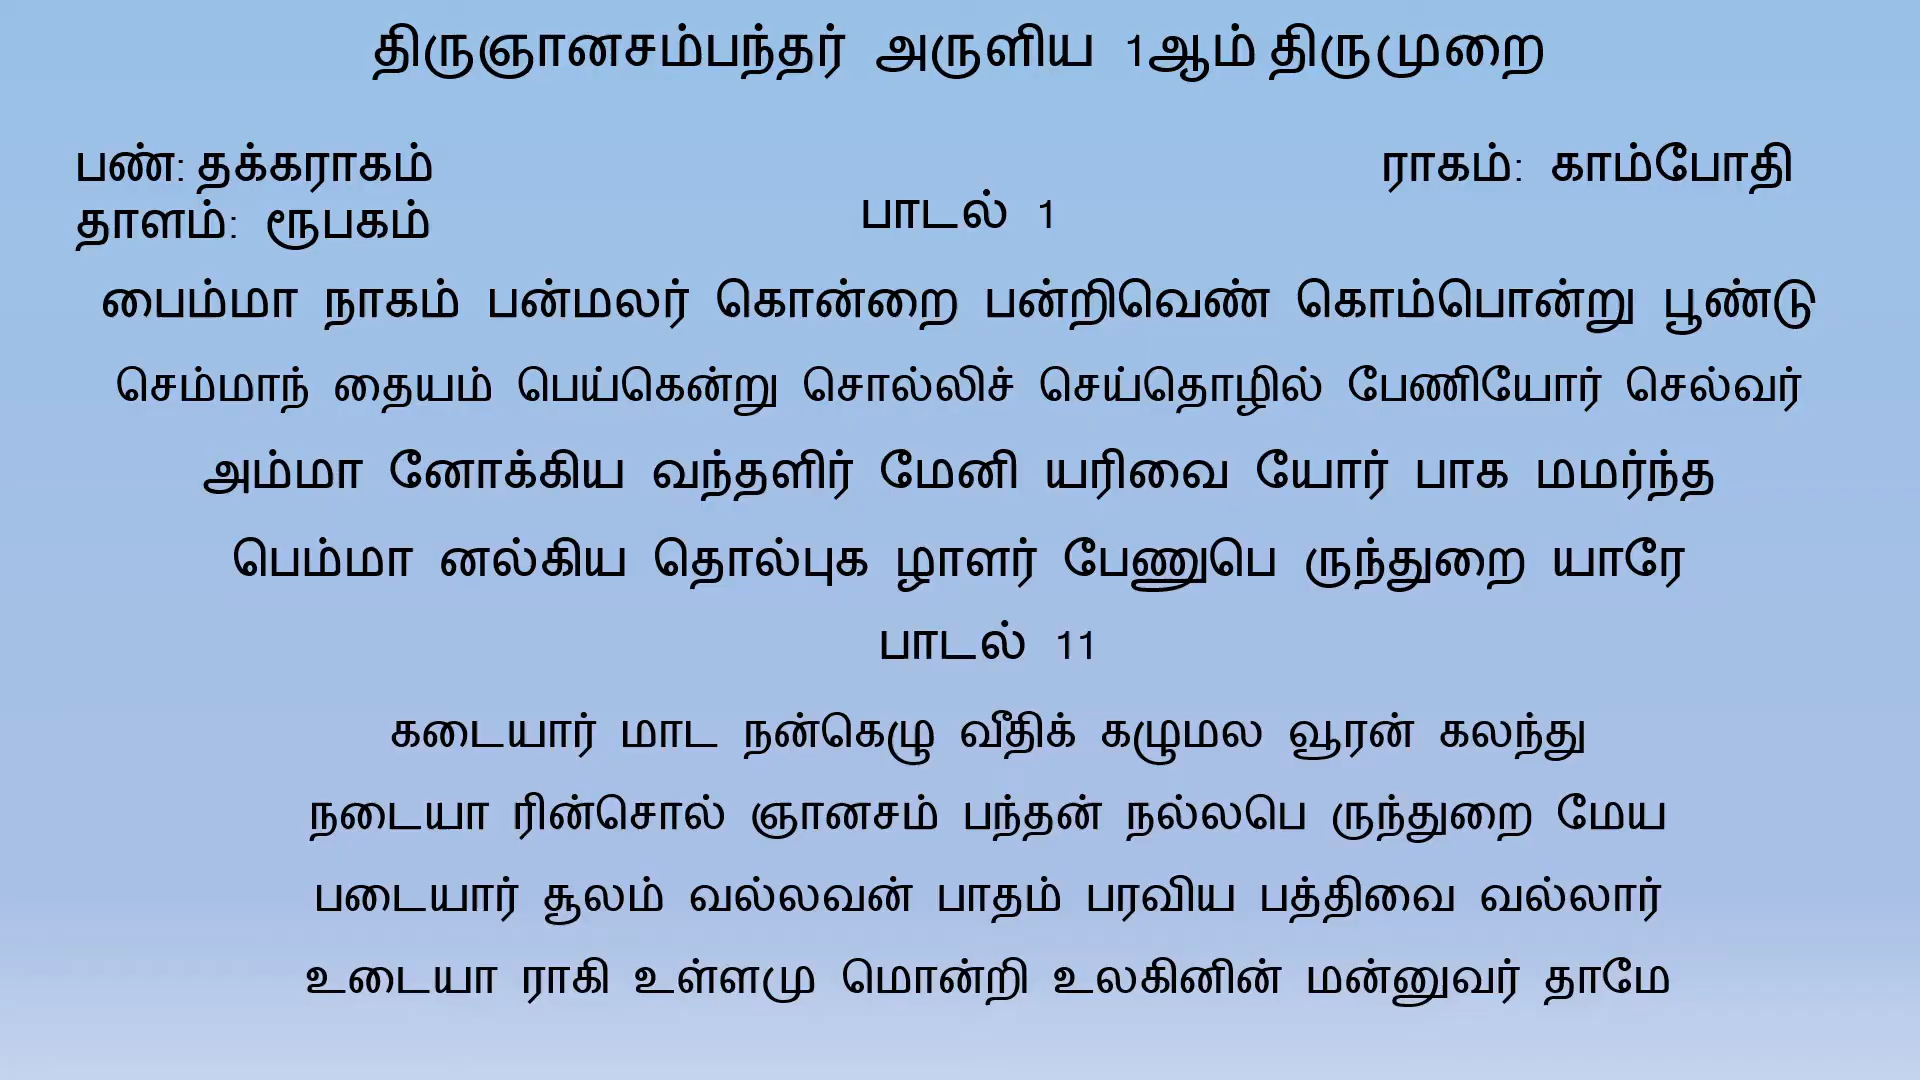 திருஞானசம்பந்தர் அருளிய 1ஆம் திருமுறை
பண்: தக்கராகம்
ராகம்: காம்போதி
தாளம்: ரூபகம்
பாடல் 1
பைம்மா நாகம் பன்மலர் கொன்றை பன்றிவெண் கொம்பொன்று பூண்டு
செம்மாந் தையம் பெய்கென்று சொல்லிச் செய்தொழில் பேணியோர் செல்வர்
அம்மா னோக்கிய வந்தளிர் மேனி யரிவை யோர் பாக மமர்ந்த
பெம்மா னல்கிய தொல்புக ழாளர் பேணுபெ ருந்துறை யாரே
பாடல் 11
கடையார் மாட நன்கெழு வீதிக் கழுமல வூரன் கலந்து
நடையா ரின்சொல் ஞானசம் பந்தன் நல்லபெ ருந்துறை மேய
படையார் சூலம் வல்லவன் பாதம் பரவிய பத்திவை வல்லார்
உடையா ராகி உள்ளமு மொன்றி உலகினின் மன்னுவர் தாமே